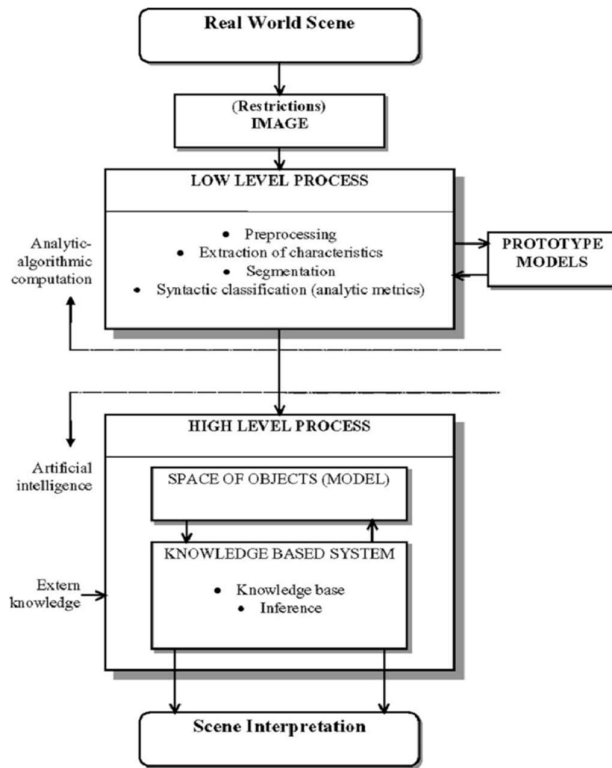 Real World Scene
(Restrictions)
IMAGE
LOW LEVEL PROCESS
• Preprocessing
• Extraction of characteristics
• Segmentation
• Syntactic classification (analytic metrics)
Analytic-
algorithmic
computation
PROTOTYPE
MODELS
HIGH LEVEL PROCESS
Artificial
intelligence
SPACE OF OBJECTS (MODEL)
KNOWLEDGE BASED SYSTEM
• Knowledge base
• Inference
Extern
knowledge
Scene Interpretation